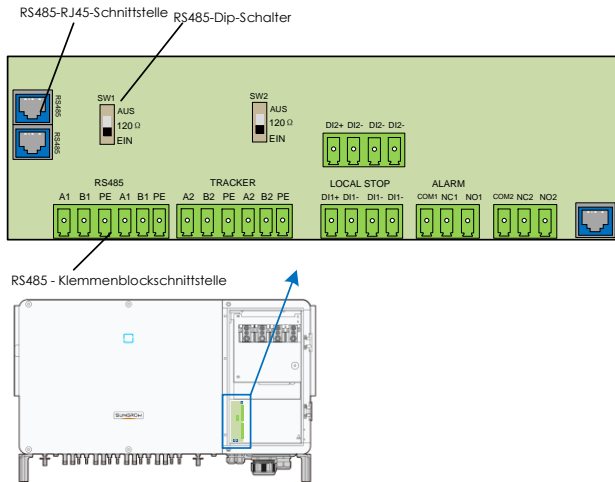 RS485-RJ45-Schnittstelle
RS485-Dip-Schalter
RS485
RS485
SW1
AUS
120 Ω
EIN
SW2
AUS
120 Ω
EIN
DI2+ DI2- DI2- DI2-
RS485 TRACKER LOCAL STOP ALARM
A1 B1 PE A1 B1 PE A2 B2 PE A2 B2 PE DI1+ DI1- DI1- DI1- COM1 NC1 NO1 COM2 NC2 NO2
RS485 - Klemmenblockschnittstelle
SUNGROW